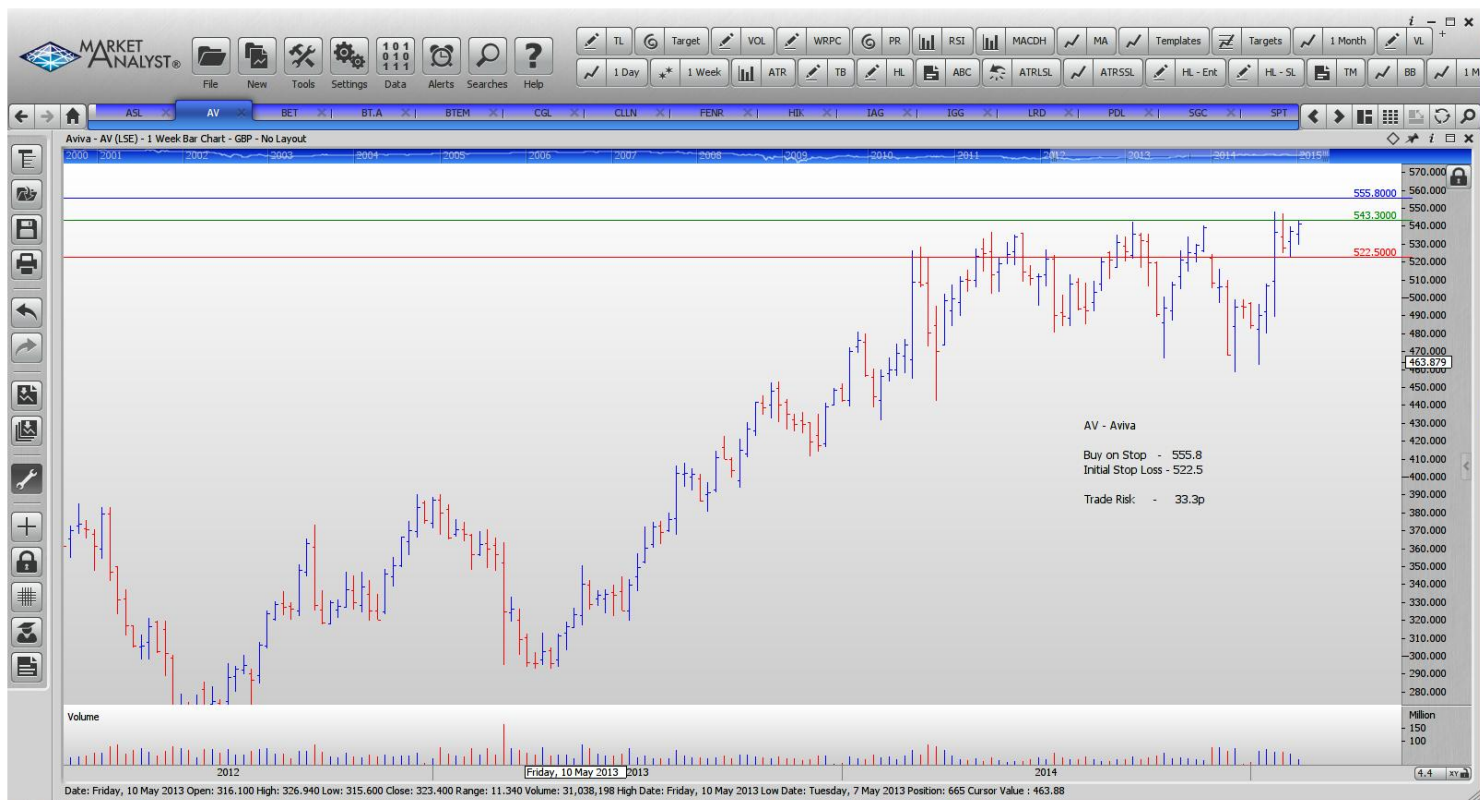 MARKET ANALYST®
File New Tools Settings Data Alerts Searches Help
TL Target VOL WRPC PR RSI MACDH MA Templates Targets 1 Month VL
1 Day 1 Week ATR TB HL ABC ATRLSL ATRSSL HL - Ent HL - SL TM BB 1 M
101
010
111
ASL AV BET BT.A BTEM CGL CLLN FENR HIK IAG IGG LRD PDL SGC SPT
Aviva - AV (LSE) - 1 Week Bar Chart - GBP - No Layout
2000 2001 2002 2003 2004 2005 2006 2007 2008 2009 2010 2011 2012 2013 2014 2015
555.8000
543.3000
522.5000
570.000
560.000
550.000
540.000
530.000
520.000
510.000
500.000
490.000
480.000
470.000
463.879
460.000
450.000
440.000
430.000
420.000
410.000
400.000
390.000
380.000
370.000
360.000
350.000
340.000
330.000
320.000
310.000
300.000
290.000
280.000
AV - Aviva
Buy on Stop - 555.8
Initial Stop Loss - 522.5
Trade Risk - 33.3p
Volume
Million
150
100
2012 Friday, 10 May 2013 2013 2014 4.4 XY
Date: Friday, 10 May 2013 Open: 316.100 High: 326.940 Low: 315.600 Close: 323.400 Range: 11.340 Volume: 31,038,198 High Date: Friday, 10 May 2013 Low Date: Tuesday, 7 May 2013 Position: 665 Cursor Value : 463.88